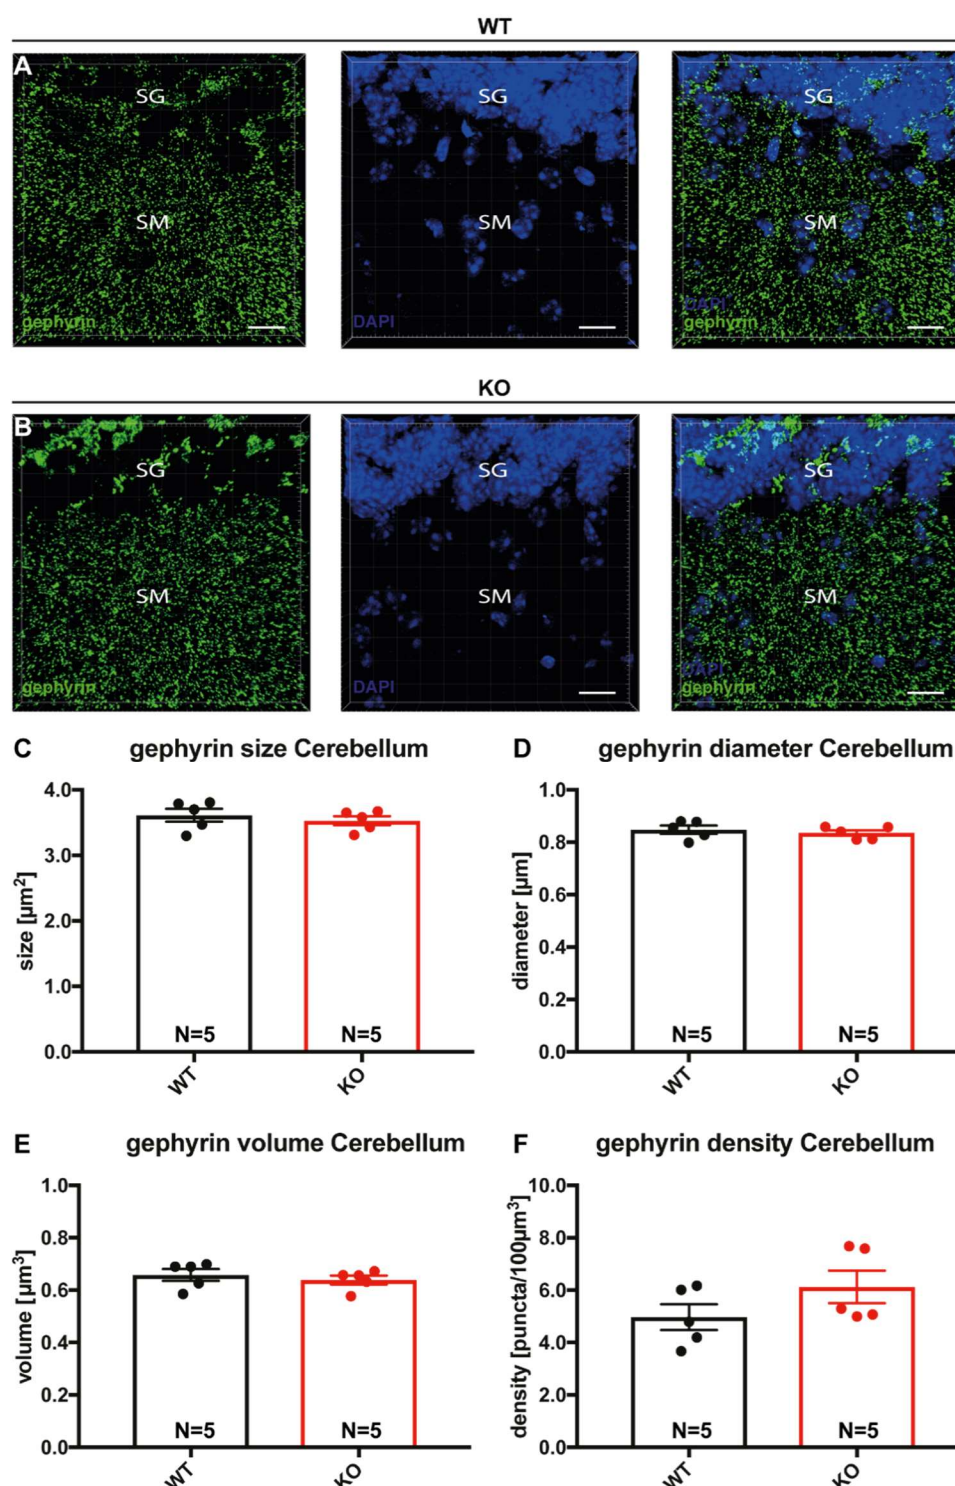 WT
A
SG
SM
gephyrin
SG
SM
DAPI
SG
SM
DAPI
gephyrin
KO
B
SG
SM
gephyrin
SG
SM
DAPI
SG
SM
DAPI
gephyrin
C
gephyrin size Cerebellum
size [µm²]
4.0
3.0
2.0
1.0
0.0
N=5
N=5
WT
KO
D
gephyrin diameter Cerebellum
diameter [µm]
1.0
0.8
0.6
0.4
0.2
0.0
N=5
N=5
WT
KO
E
gephyrin volume Cerebellum
volume [µm³]
1.0
0.8
0.6
0.4
0.2
0.0
N=5
N=5
WT
KO
F
gephyrin density Cerebellum
density [puncta/100µm³]
10.0
8.0
6.0
4.0
2.0
0.0
N=5
N=5
WT
KO